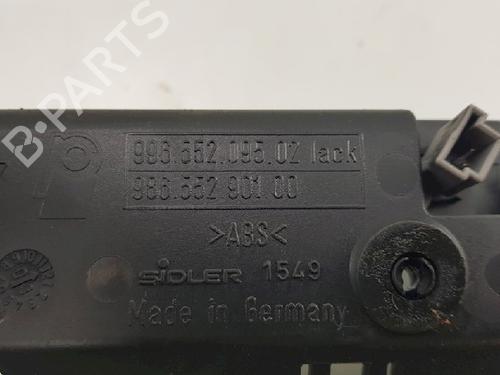 B-Parts
996.552.095.02 lack
986.552 901 00
>ABS<
SiDLER 1549
Made in Germany